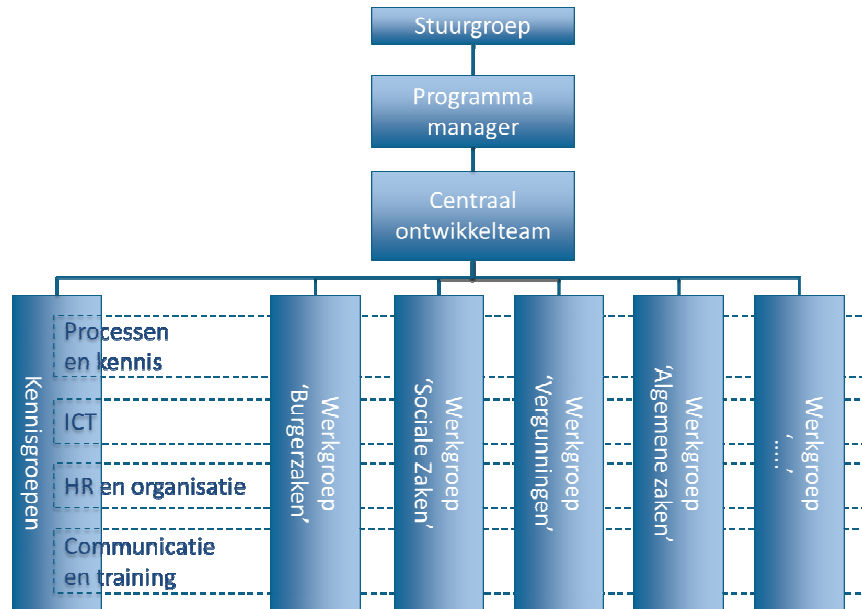 Stuurgroep
Programma
manager
Centraal
ontwikkelteam
Kennisgroepen
Processen
en kennis
ICT
HR en organisatie
Communicatie
en training
Werkgroep
‘Burgerzaken’
Werkgroep
‘Sociale Zaken’
Werkgroep
‘Vergunningen’
Werkgroep
‘Algemene zaken’
Werkgroep
‘.....’